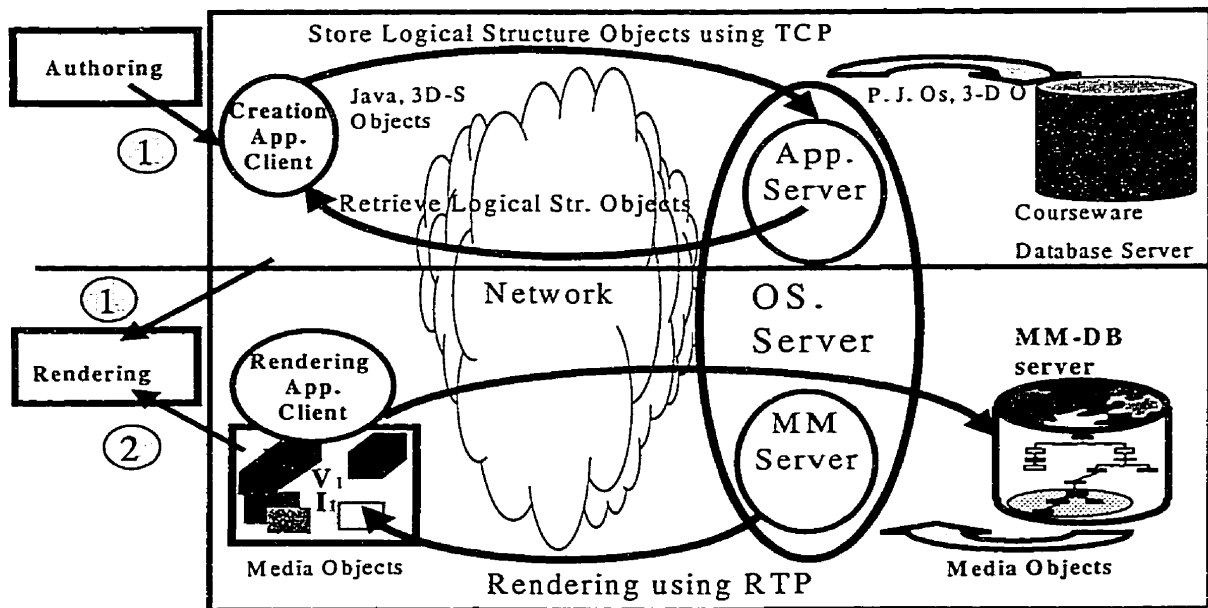 Store Logical Structure Objects using TCP
Authoring
Creation
App.
Client
Java, 3D-S
Objects
P. J. Os, 3-D O
App.
Server
1
Retrieve Logical Str. Objects
Courseware
Database Server
1
Network
OS.
Server
Rendering
Rendering
App.
Client
MM-DB
server
2
MM
Server
V1
I1
Media Objects
Rendering using RTP
Media Objects